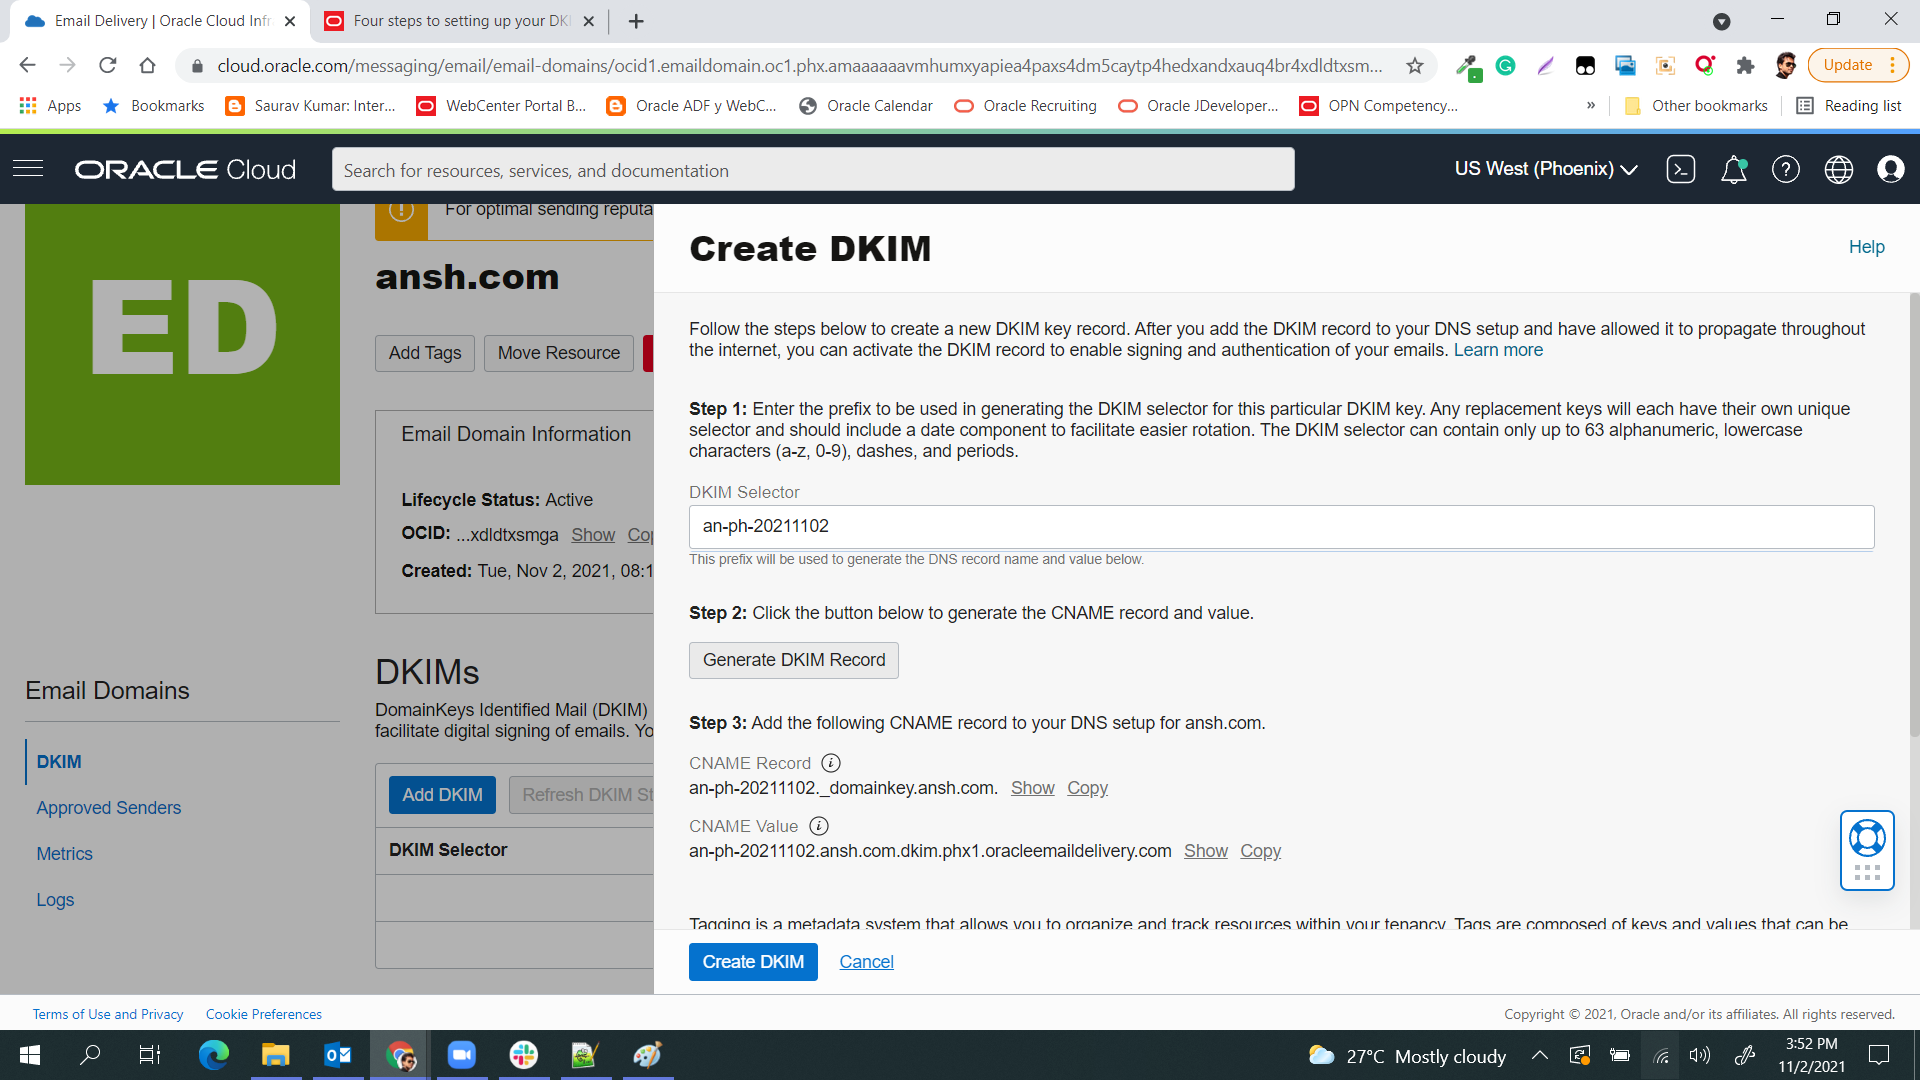 Email Delivery | Oracle Cloud Infr
Four steps to setting up your DKI
cloud.oracle.com/messaging/email/email-domains/ocid1.emaildomain.oc1.phx.amaaaaaavmhumxyapiea4paxs4dm5caytp4hedxandxauq4br4xdldtxsm...
Update
Apps
Bookmarks
Saurav Kumar: Inter...
WebCenter Portal B...
Oracle ADF y WebC...
Oracle Calendar
Oracle Recruiting
Oracle JDeveloper...
OPN Competency...
»
Other bookmarks
Reading list
ORACLE Cloud
Search for resources, services, and documentation
US West (Phoenix)
ED
For optimal sending reputa
ansh.com
Add Tags
Move Resource
Email Domain Information
Lifecycle Status: Active
OCID: ...xdldtxsmga Show Cop
Created: Tue, Nov 2, 2021, 08:1
Email Domains
DKIM
Approved Senders
Metrics
Logs
DKIMs
DomainKeys Identified Mail (DKIM)
facilitate digital signing of emails. Yo
Add DKIM
Refresh DKIM St
DKIM Selector
Create DKIM
Help
Follow the steps below to create a new DKIM key record. After you add the DKIM record to your DNS setup and have allowed it to propagate throughout
the internet, you can activate the DKIM record to enable signing and authentication of your emails. Learn more
Step 1: Enter the prefix to be used in generating the DKIM selector for this particular DKIM key. Any replacement keys will each have their own unique
selector and should include a date component to facilitate easier rotation. The DKIM selector can contain only up to 63 alphanumeric, lowercase
characters (a-z, 0-9), dashes, and periods.
DKIM Selector
an-ph-20211102
This prefix will be used to generate the DNS record name and value below.
Step 2: Click the button below to generate the CNAME record and value.
Generate DKIM Record
Step 3: Add the following CNAME record to your DNS setup for ansh.com.
CNAME Record
an-ph-20211102._domainkey.ansh.com. Show Copy
CNAME Value
an-ph-20211102.ansh.com.dkim.phx1.oracleemaildelivery.com Show Copy
Tagging is a metadata system that allows you to organize and track resources within your tenancy. Tags are composed of keys and values that can be
Create DKIM
Cancel
Terms of Use and Privacy
Cookie Preferences
Copyright © 2021, Oracle and/or its affiliates. All rights reserved.
27°C Mostly cloudy
3:52 PM
11/2/2021